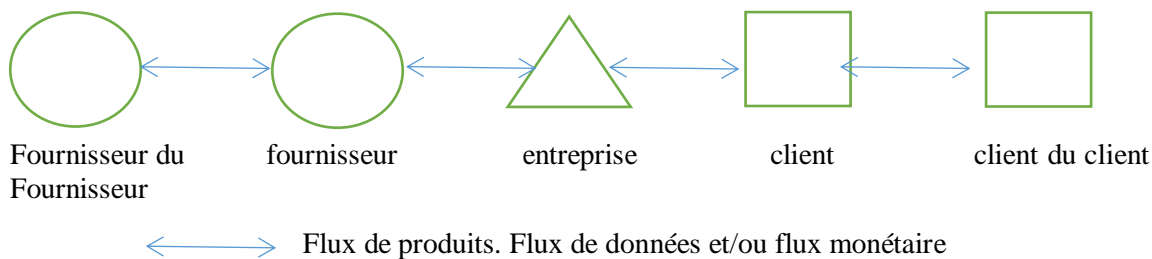 Fournisseur du fournisseur entreprise client client du client
Fournisseur
Flux de produits. Flux de données et/ou flux monétaire